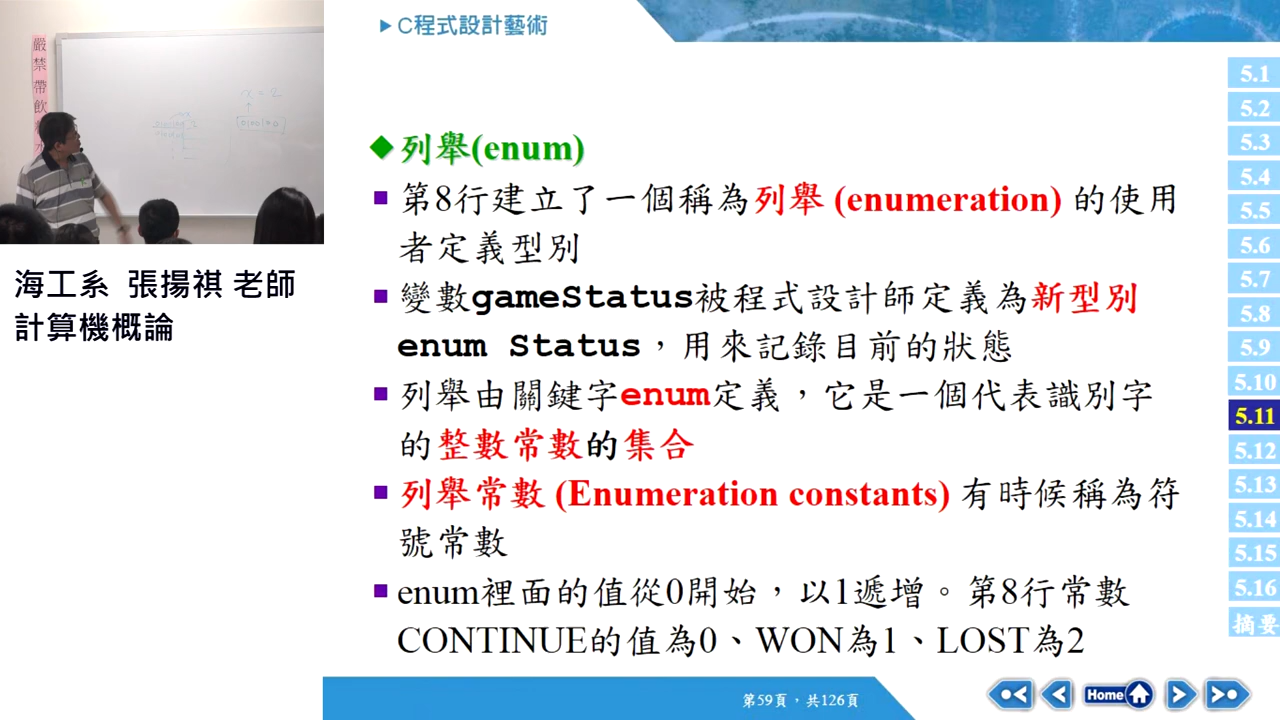 C程式設計藝術
嚴禁帶飲
x = 2
海工系 張揚祺 老師
計算機概論
列舉(enum)
第8行建立了一個稱為列舉 (enumeration) 的使用
者定義型別
變數gameStatus被程式設計師定義為新型別
enum Status，用來記錄目前的狀態
列舉由關鍵字enum定義，它是一個代表識別字
的整數常數的集合
列舉常數 (Enumeration constants) 有時候稱為符
號常數
enum裡面的值從0開始，以1遞增。第8行常數
CONTINUE的值為0、WON為1、LOST為2
5.1
5.2
5.3
5.4
5.5
5.6
5.7
5.8
5.9
5.10
5.11
5.12
5.13
5.14
5.15
5.16
摘要
第59頁，共126頁
Home